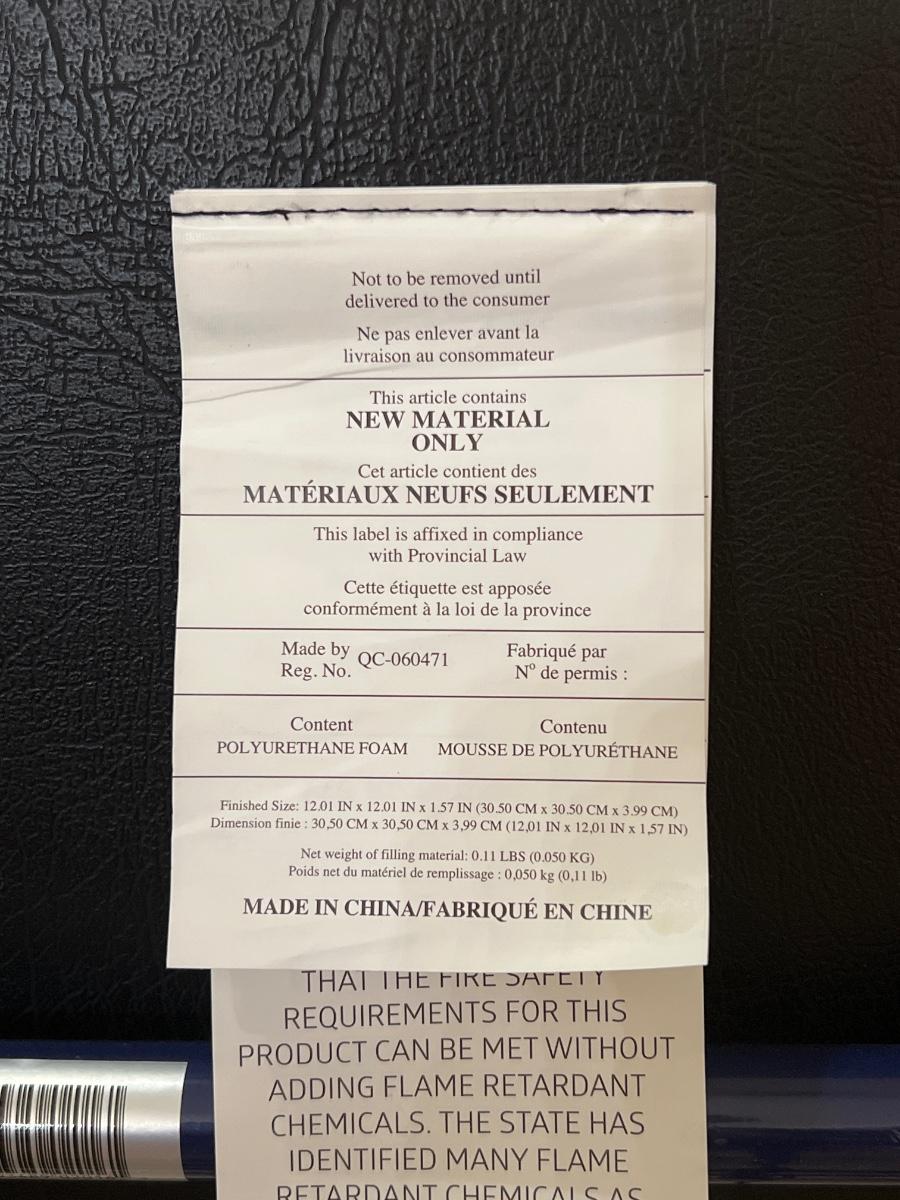 Not to be removed until
delivered to the consumer
Ne pas enlever avant la
livraison au consommateur
This article contains
NEW MATERIAL
ONLY
Cet article contient des
MATÉRIAUX NEUFS SEULEMENT
This label is affixed in compliance
with Provincial Law
Cette étiquette est apposée
conformément à la loi de la province
Made by
Reg. No. QC-060471
Fabriqué par
Nº de permis :
Content
POLYURETHANE FOAM
Contenu
MOUSSE DE POLYURÉTHANE
Finished Size: 12.01 IN x 12.01 IN x 1.57 IN (30.50 CM x 30.50 CM x 3.99 CM)
Dimension finie : 30,50 CM x 30,50 CM x 3,99 CM (12,01 IN x 12,01 IN x 1,57 IN)
Net weight of filling material: 0.11 LBS (0.050 KG)
Poids net du matériel de remplissage : 0,050 kg (0,11 lb)
MADE IN CHINA/FABRIQUÉ EN CHINE
THAT THE FIRE SAFETY
REQUIREMENTS FOR THIS
PRODUCT CAN BE MET WITHOUT
ADDING FLAME RETARDANT
CHEMICALS. THE STATE HAS
IDENTIFIED MANY FLAME
RETARDANT CHEMICALS AS